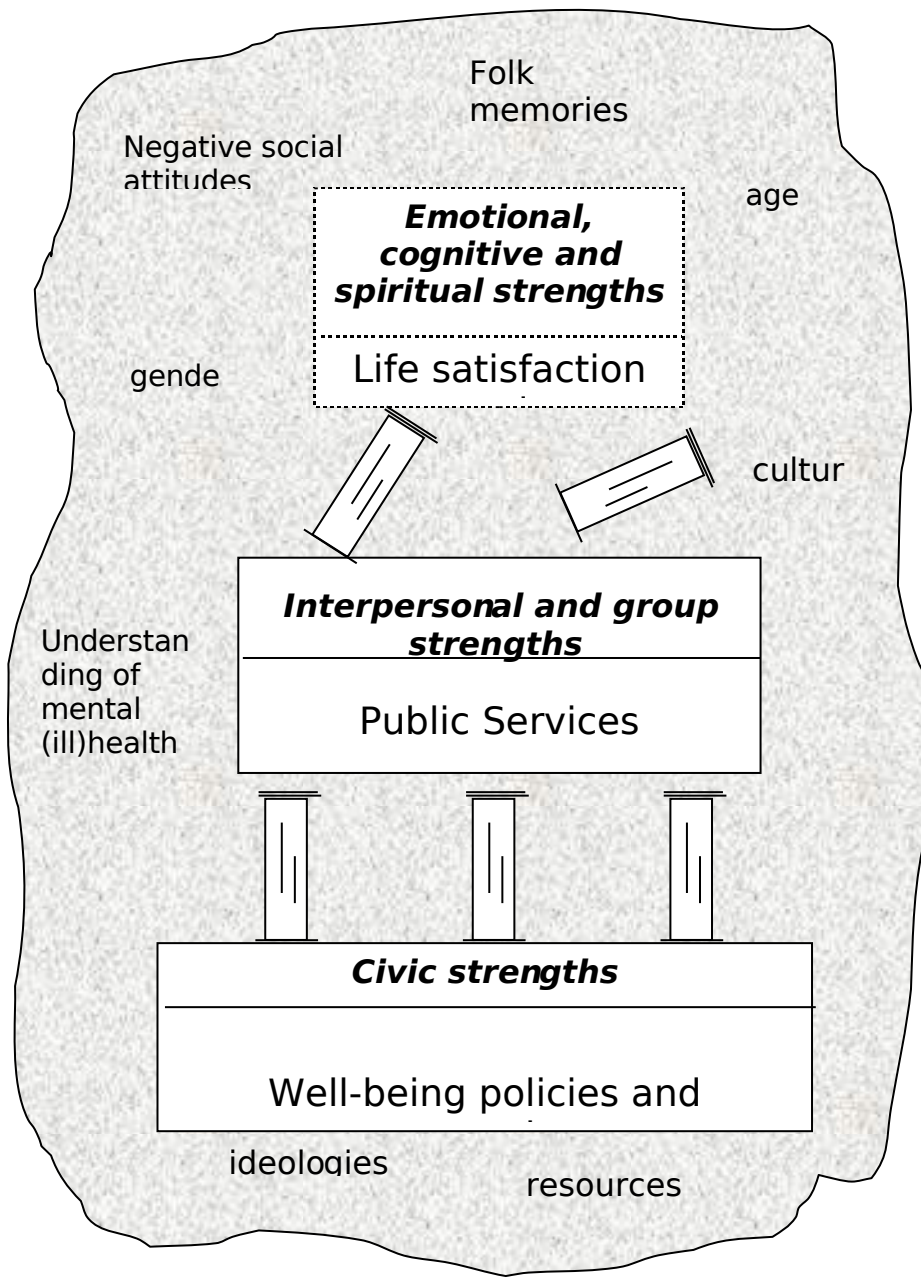 Folk
memories
Negative social
attitudes
age
Emotional,
cognitive and
spiritual strengths
Life satisfaction
gende
cultur
Interpersonal and group
strengths
Public Services
Understan
ding of
mental
(ill)health
Civic strengths
Well-being policies and
ideologies
resources